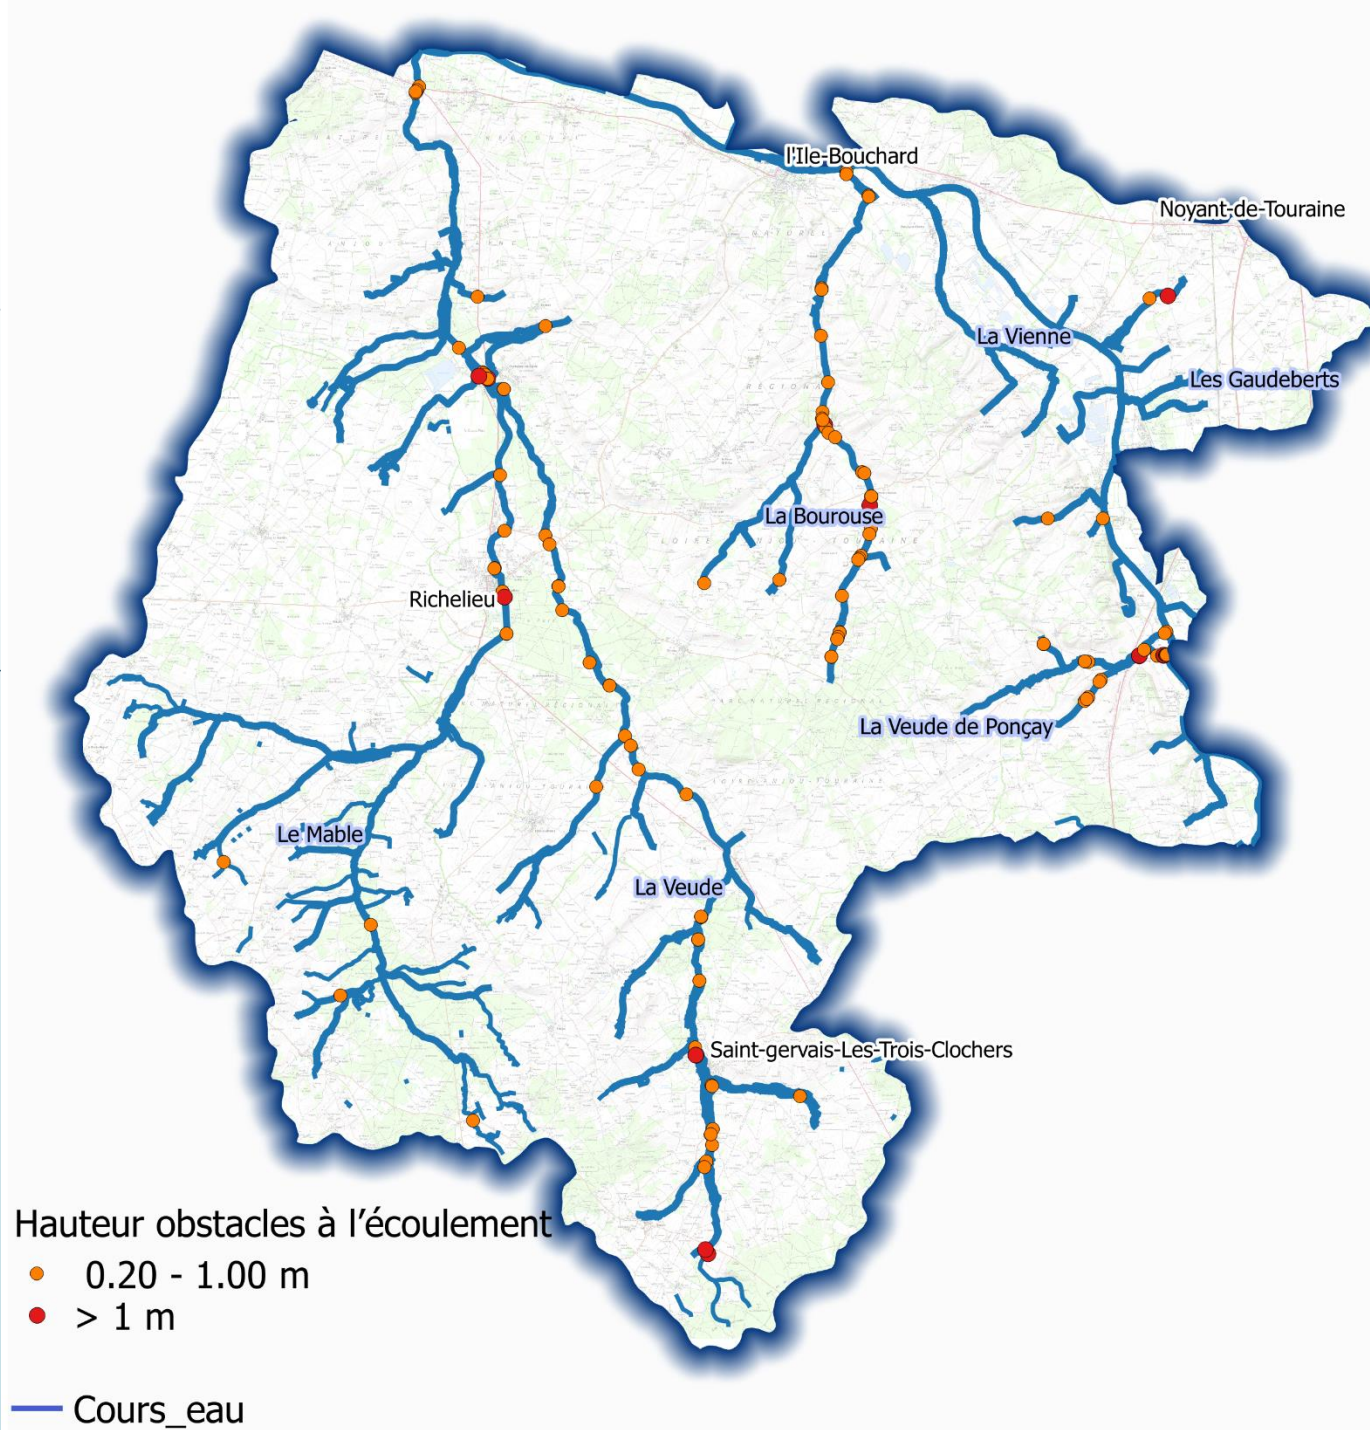 l'Ile-Bouchard
Noyant-de-Touraine
La Vienne
Les Gaudeberts
La Bourouse
Richelieu
La Veude de Ponçay
Le Mable
La Veude
Saint-gervais-Les-Trois-Clochers
Hauteur obstacles à l'écoulement
0.20 - 1.00 m
> 1 m
Cours_eau